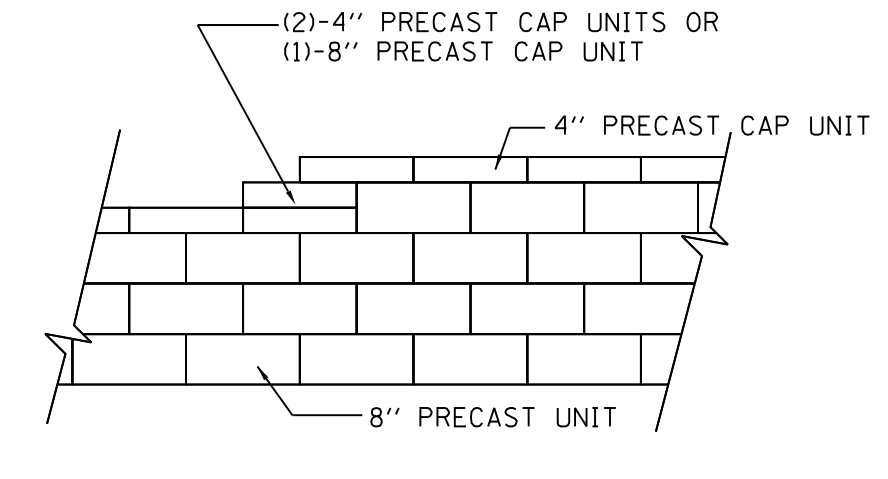 (2)-4'' PRECAST CAP UNITS OR
(1)-8'' PRECAST CAP UNIT
4'' PRECAST CAP UNIT
8'' PRECAST UNIT